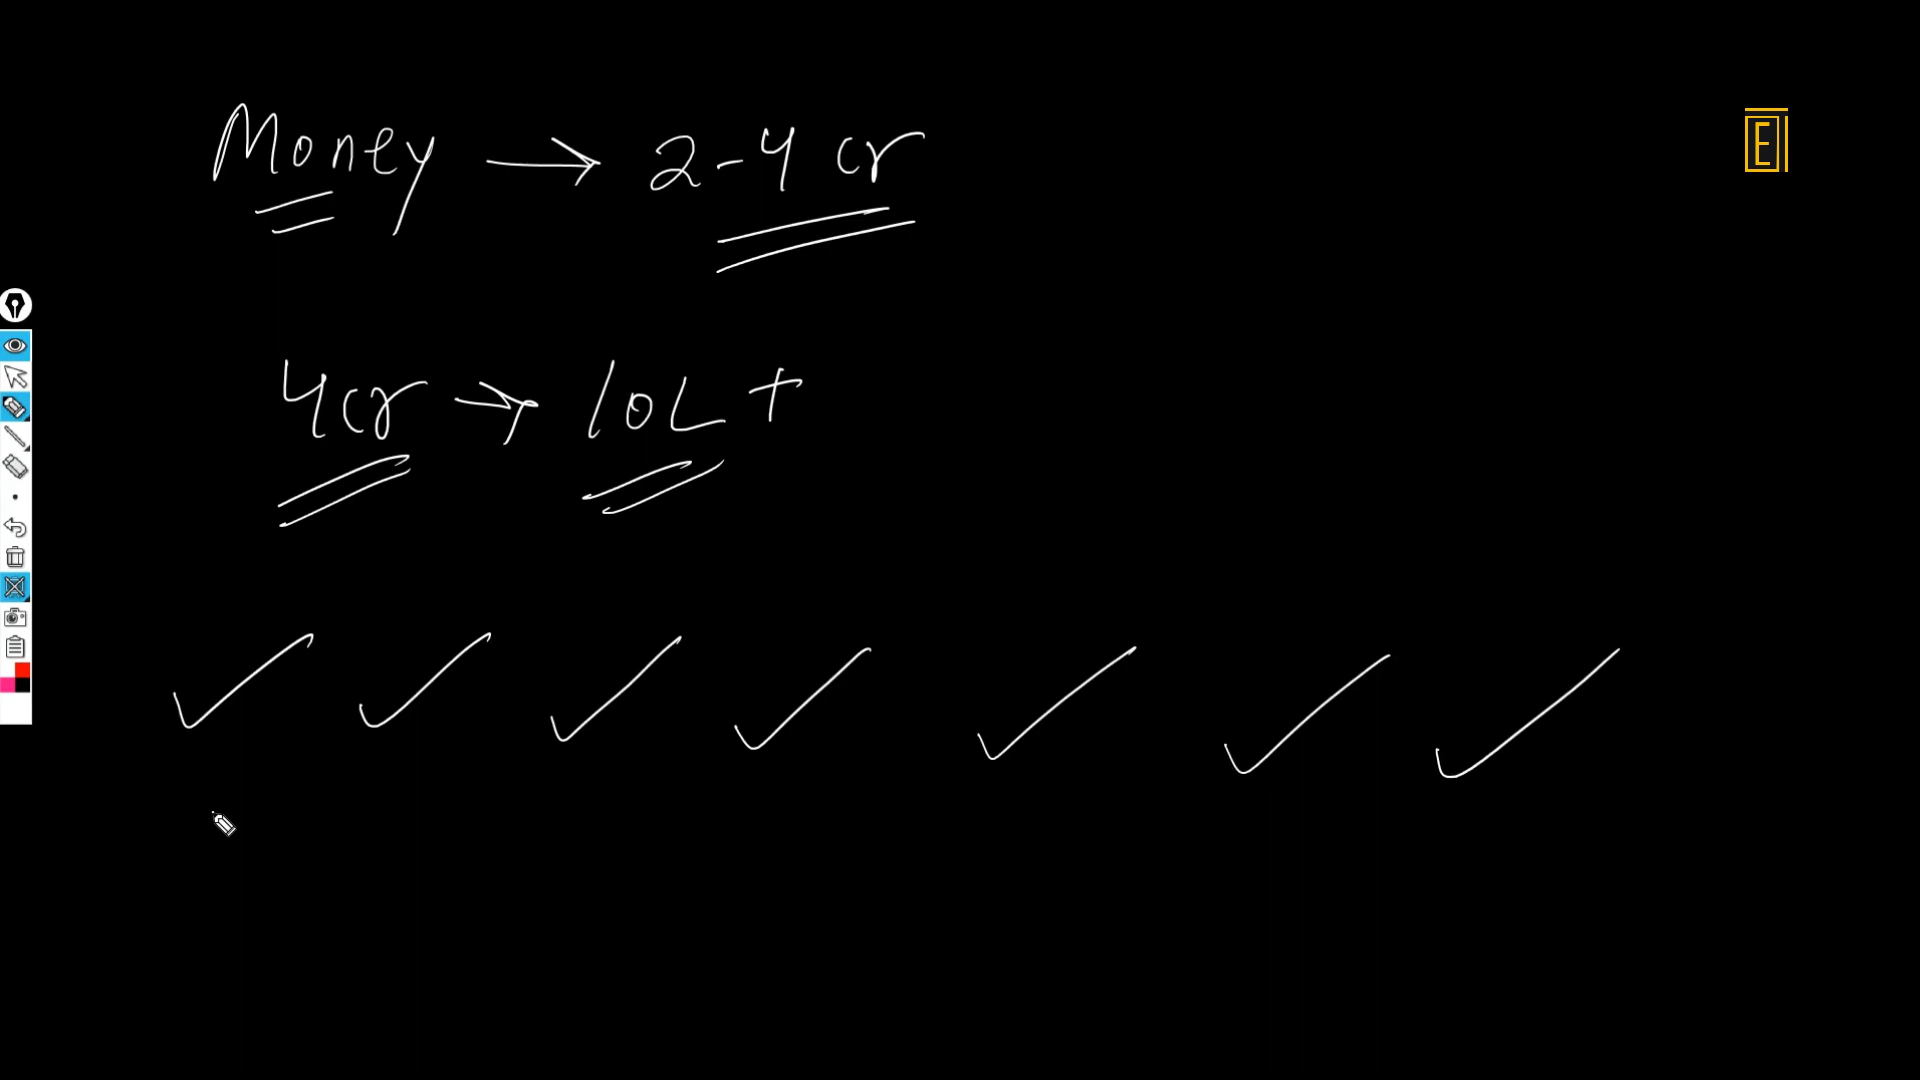 Money → 2-4 cr
E
4cr → 10L +
✓ ✓ ✓ ✓ ✓ ✓ ✓